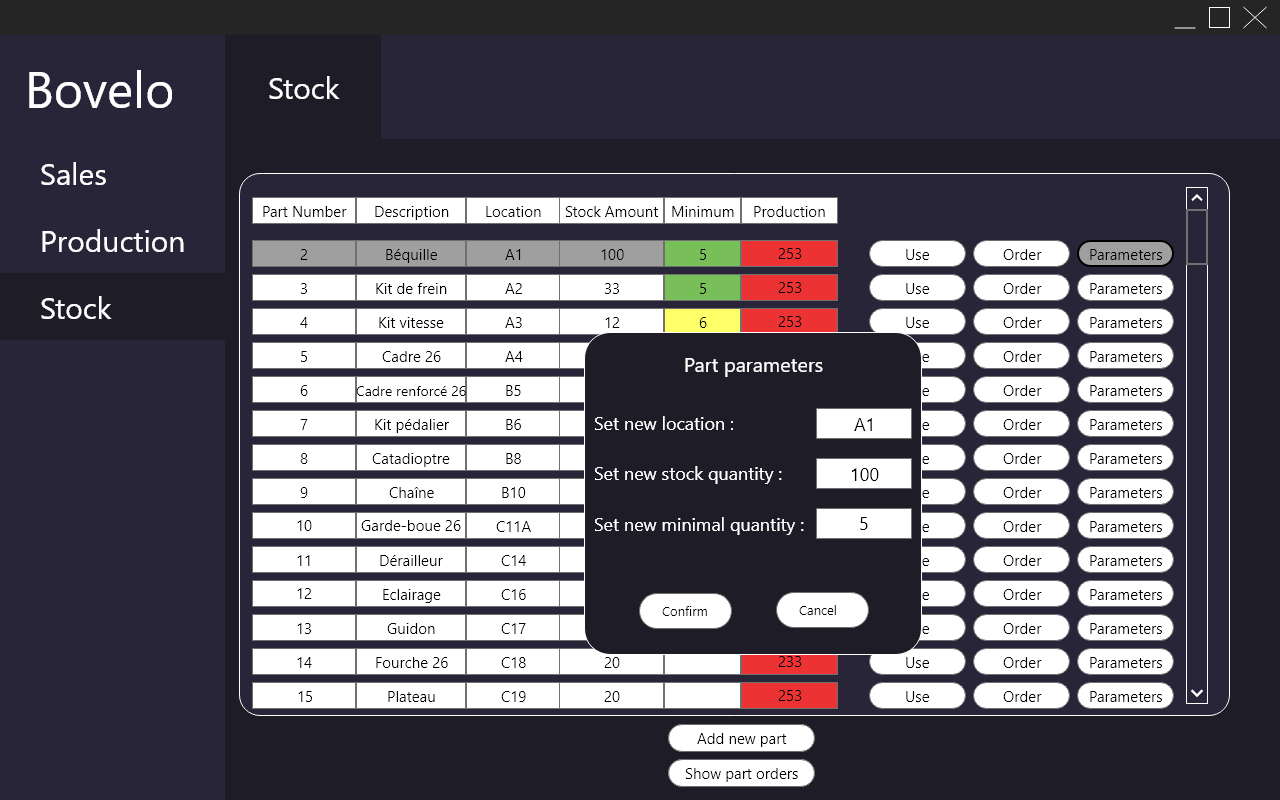 Bovelo
Stock
Sales
Production
Stock
Part Number Description Location Stock Amount Minimum Production
2 Béquille A1 100 5 253 Use Order Parameters
3 Kit de frein A2 33 5 253 Use Order Parameters
4 Kit vitesse A3 12 6 253 Use Order Parameters
5 Cadre 26 A4 Order Parameters
6 Cadre renforcé 26 B5 Order Parameters
7 Kit pédalier B6 Order Parameters
8 Catadioptre B8 Order Parameters
9 Chaîne B10 Order Parameters
10 Garde-boue 26 C11A Order Parameters
11 Dérailleur C14 Order Parameters
12 Eclairage C16 Order Parameters
13 Guidon C17 Order Parameters
14 Fourche 26 C18 20 233 Use Order Parameters
15 Plateau C19 20 253 Use Order Parameters
Part parameters
Set new location : A1
Set new stock quantity : 100
Set new minimal quantity : 5
Confirm Cancel
Add new part
Show part orders